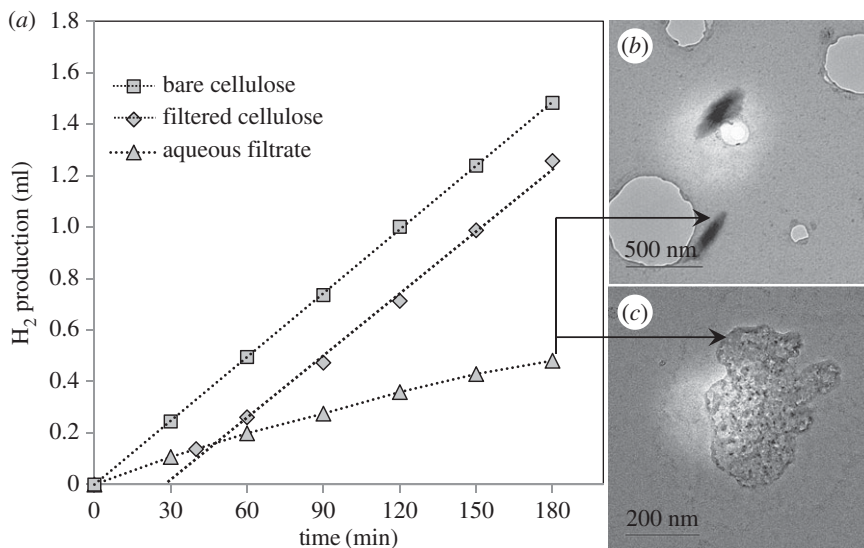 (a)
1.8
1.6
1.4
1.2
1.0
0.8
0.6
0.4
0.2
0
H2 production (ml)
bare cellulose
filtered cellulose
aqueous filtrate
0 30 60 90 120 150 180
time (min)
(b)
500 nm
(c)
200 nm